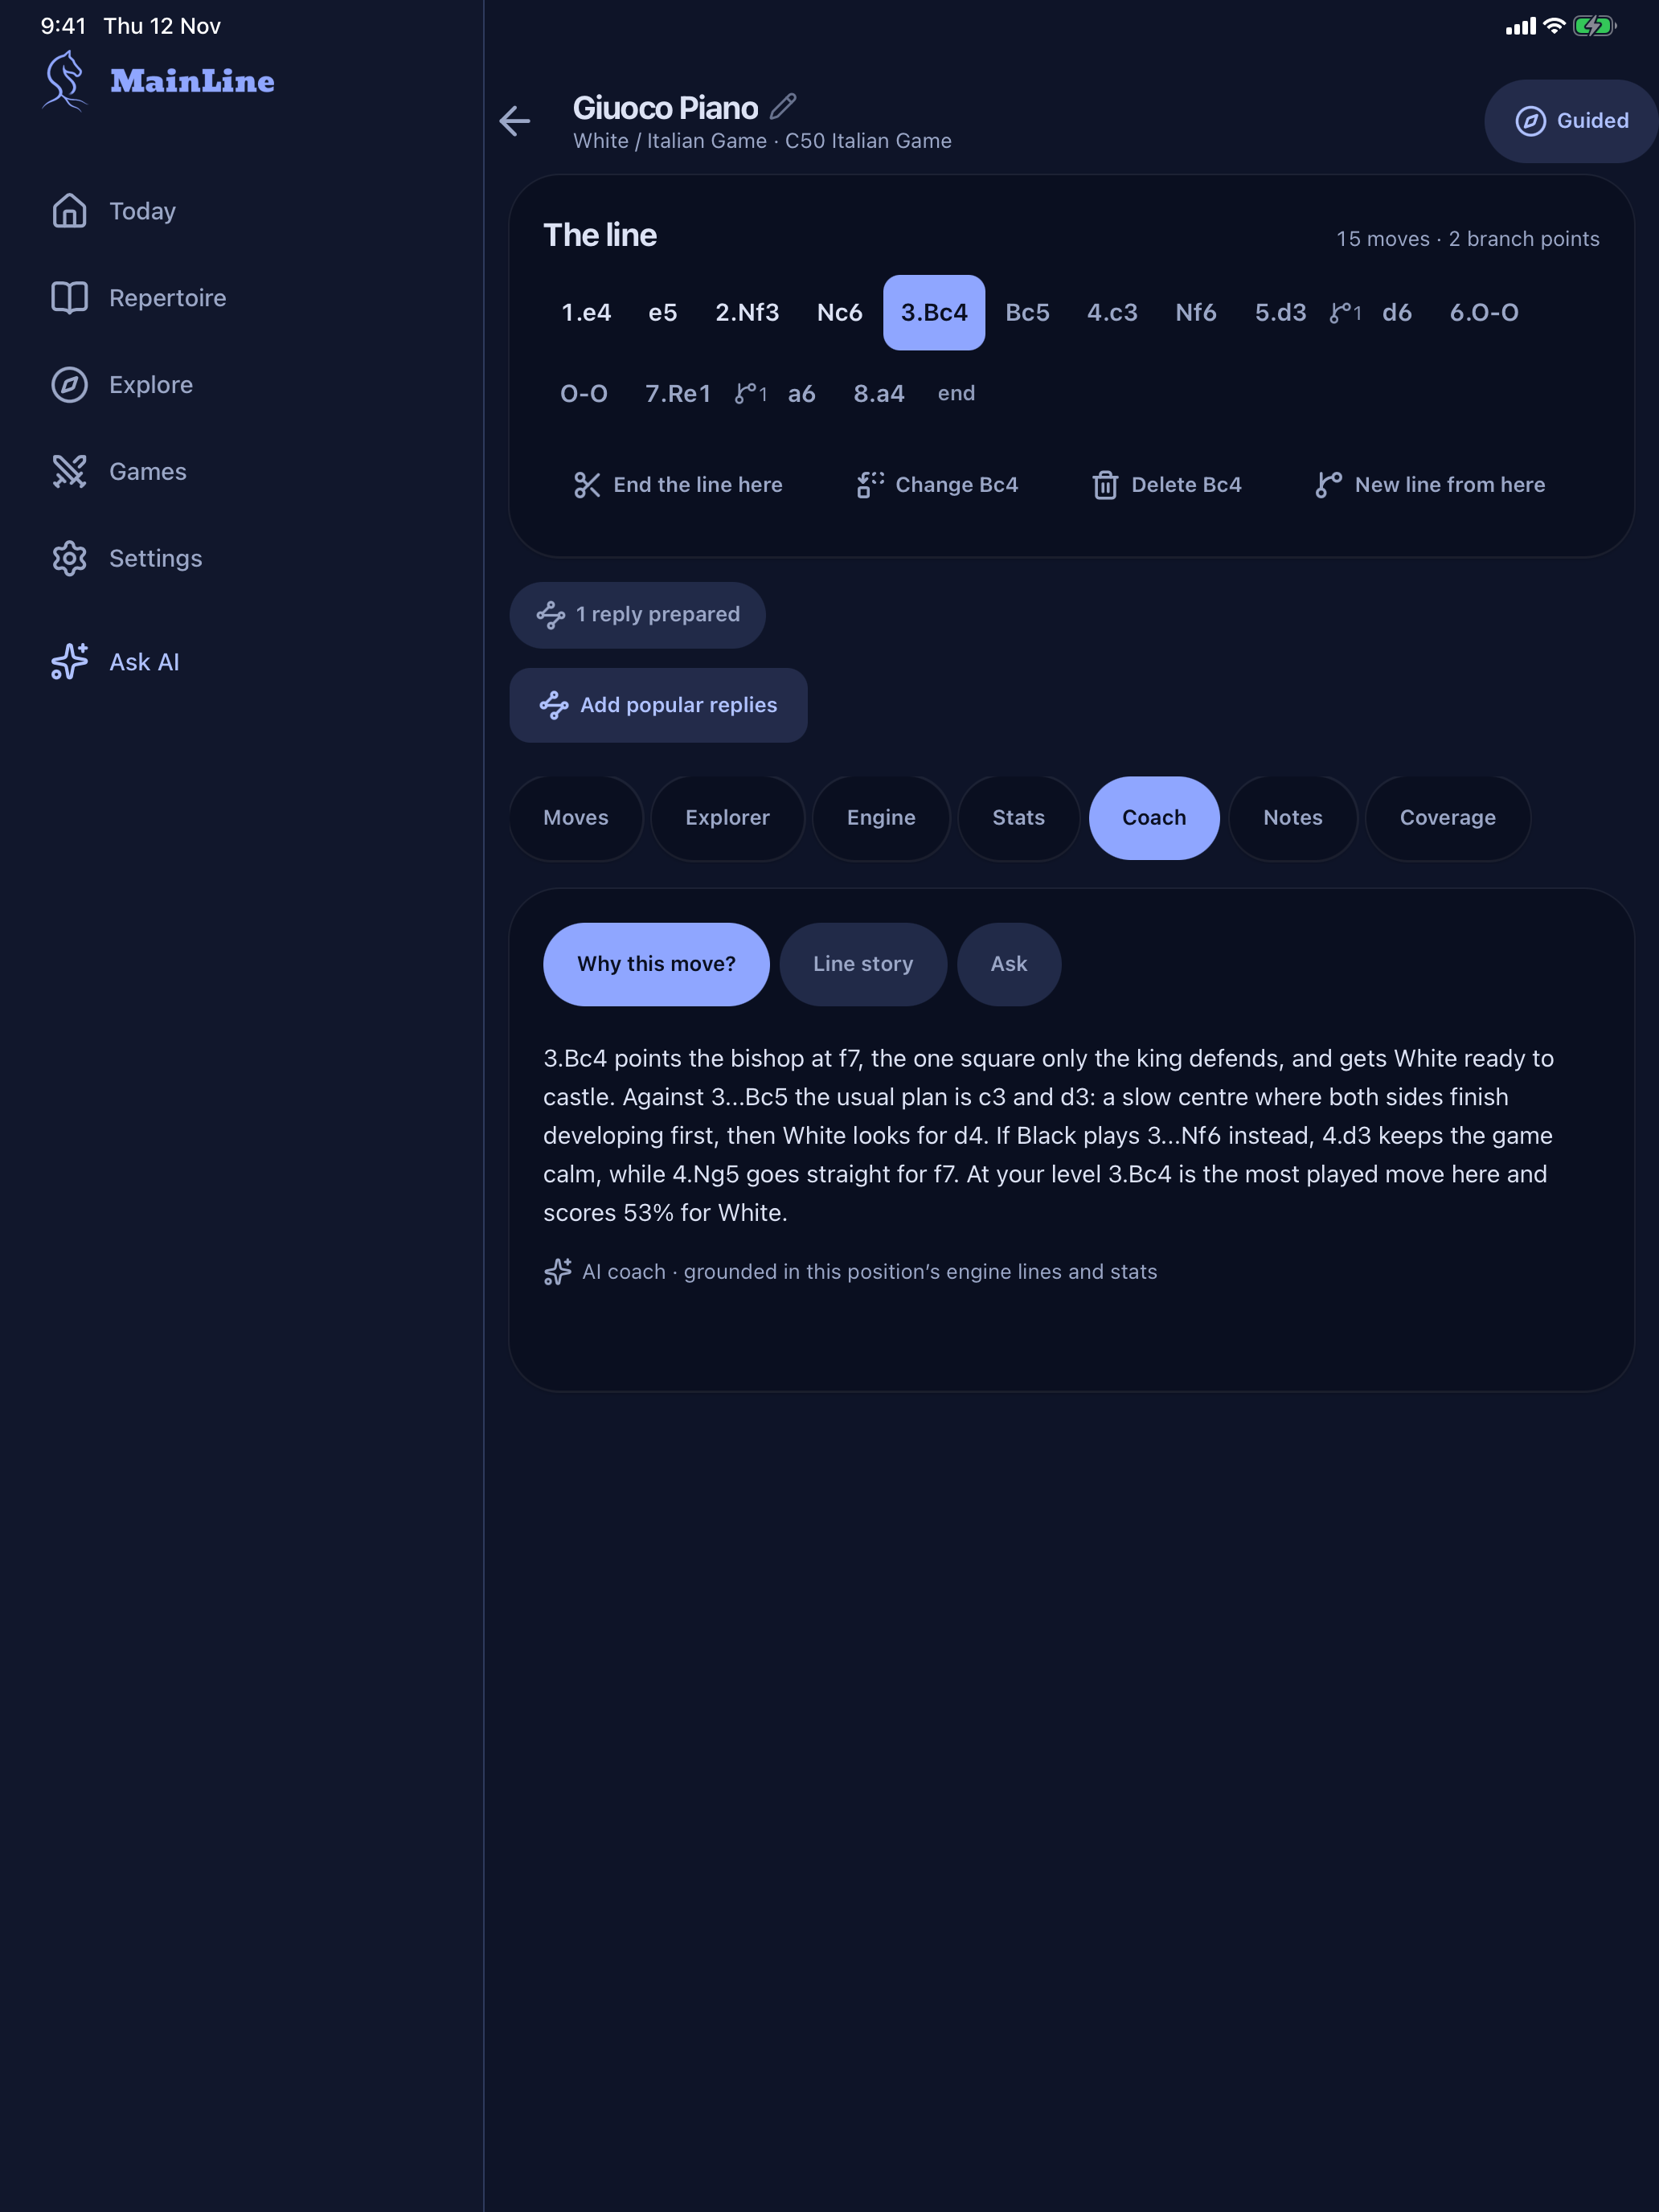 9:41 Thu 12 Nov
MainLine
Today
Repertoire
Explore
Games
Settings
Ask AI
Giuoco Piano
White / Italian Game · C50 Italian Game
Guided
The line
15 moves · 2 branch points
1.e4 e5 2.Nf3 Nc6 3.Bc4 Bc5 4.c3 Nf6 5.d3 1 d6 6.O-O
O-O 7.Re1 1 a6 8.a4 end
End the line here Change Bc4 Delete Bc4 New line from here
1 reply prepared
Add popular replies
Moves Explorer Engine Stats Coach Notes Coverage
Why this move? Line story Ask
3.Bc4 points the bishop at f7, the one square only the king defends, and gets White ready to
castle. Against 3...Bc5 the usual plan is c3 and d3: a slow centre where both sides finish
developing first, then White looks for d4. If Black plays 3...Nf6 instead, 4.d3 keeps the game
calm, while 4.Ng5 goes straight for f7. At your level 3.Bc4 is the most played move here and
scores 53% for White.
AI coach · grounded in this position’s engine lines and stats